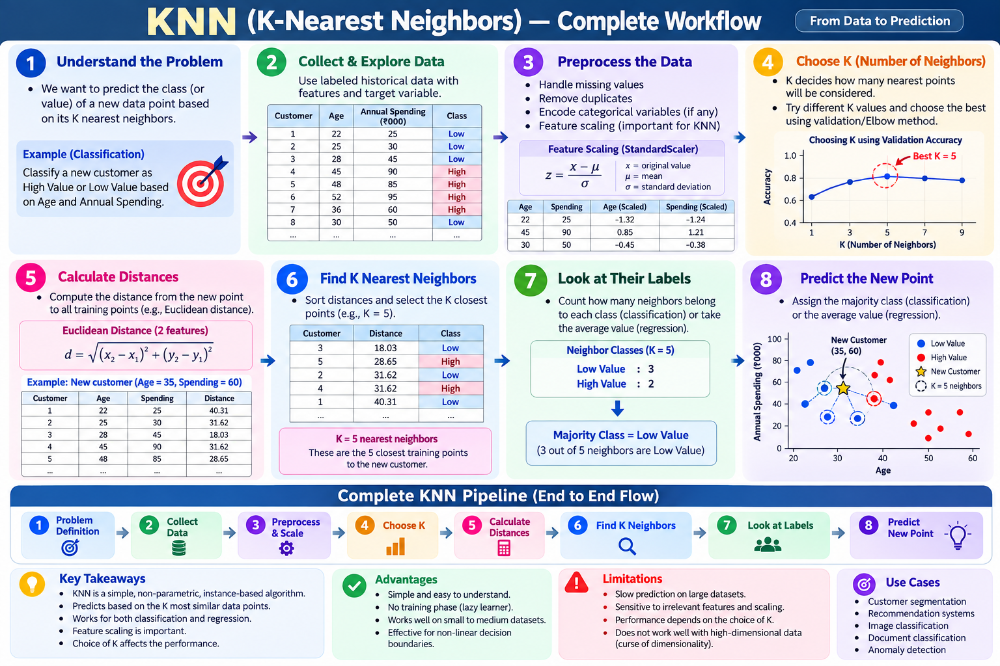 KNN (K-Nearest Neighbors) — Complete Workflow
From Data to Prediction
1 Understand the Problem
• We want to predict the class (or
value) of a new data point based
on its K nearest neighbors.
Example (Classification)
Classify a new customer as
High Value or Low Value based
on Age and Annual Spending.
2 Collect & Explore Data
Use labeled historical data with
features and target variable.
Customer Age Annual Spending (₹000) Class
1 22 25 Low
2 25 30 Low
3 28 45 Low
4 45 90 High
5 48 85 High
6 52 95 High
7 36 60 High
8 30 50 Low
... ... ... ...
3 Preprocess the Data
• Handle missing values
• Remove duplicates
• Encode categorical variables (if any)
• Feature scaling (important for KNN)
Feature Scaling (StandardScaler)
z = (x − μ) / σ
x = original value
μ = mean
σ = standard deviation
Age Spending Age (Scaled) Spending (Scaled)
22 25 −1.32 −1.24
45 90 0.85 1.21
30 50 −0.45 −0.38
4 Choose K (Number of Neighbors)
• K decides how many nearest points
will be considered.
• Try different K values and choose the best
using validation/Elbow method.
Choosing K using Validation Accuracy
Best K = 5
Accuracy
1.0
0.8
0.6
0.4
1 3 5 7 9
K (Number of Neighbors)
5 Calculate Distances
• Compute the distance from the new point
to all training points (e.g., Euclidean distance).
Euclidean Distance (2 features)
d = √(x₂ − x₁)² + (y₂ − y₁)²
Example: New customer (Age = 35, Spending = 60)
Customer Age Spending Distance
1 22 25 40.31
2 25 30 31.62
3 28 45 18.03
4 45 90 31.62
5 48 85 28.65
... ... ... ...
6 Find K Nearest Neighbors
• Sort distances and select the K closest
points (e.g., K = 5).
Customer Distance Class
3 18.03 Low
5 28.65 High
2 31.62 Low
4 31.62 High
1 40.31 Low
... ... ...
K = 5 nearest neighbors
These are the 5 closest training points
to the new customer.
7 Look at Their Labels
• Count how many neighbors belong
to each class (classification) or take
the average value (regression).
Neighbor Classes (K = 5)
Low Value : 3
High Value : 2
Majority Class = Low Value
(3 out of 5 neighbors are Low Value)
8 Predict the New Point
• Assign the majority class (classification)
or the average value (regression).
Annual Spending (₹000)
100
80
60
40
20
0
20 30 40 50 60
Age
New Customer
(35, 60)
Low Value
High Value
New Customer
K = 5 neighbors
Complete KNN Pipeline (End to End Flow)
1 Problem
Definition
2 Collect
Data
3 Preprocess
& Scale
4 Choose K
5 Calculate
Distances
6 Find K Neighbors
7 Look at Labels
8 Predict
New Point
Key Takeaways
• KNN is a simple, non-parametric, instance-based algorithm.
• Predicts based on the K most similar data points.
• Works for both classification and regression.
• Feature scaling is important.
• Choice of K affects the performance.
Advantages
• Simple and easy to understand.
• No training phase (lazy learner).
• Works well on small to medium datasets.
• Effective for non-linear decision
boundaries.
Limitations
• Slow prediction on large datasets.
• Sensitive to irrelevant features and scaling.
• Performance depends on the choice of K.
• Does not work well with high-dimensional data
(curse of dimensionality).
Use Cases
• Customer segmentation
• Recommendation systems
• Image classification
• Document classification
• Anomaly detection